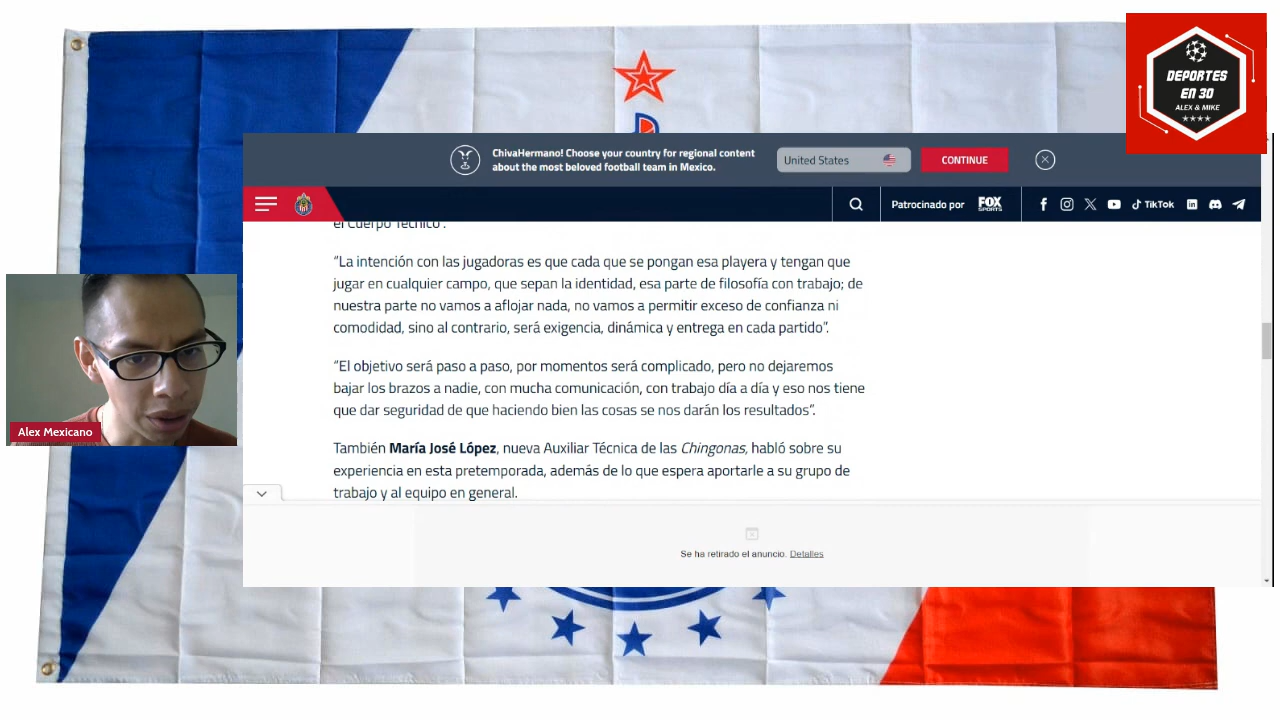 DEPORTES
EN 30
ALEX & MIKE
ChivaHermano! Choose your country for regional content
about the most beloved football team in Mexico.
United States
CONTINUE
Patrocinado por
FOX
SPORTS
TikTok
el Cuerpo Técnico”.
“La intención con las jugadoras es que cada que se pongan esa playera y tengan que
jugar en cualquier campo, que sepan la identidad, esa parte de filosofía con trabajo; de
nuestra parte no vamos a aflojar nada, no vamos a permitir exceso de confianza ni
comodidad, sino al contrario, será exigencia, dinámica y entrega en cada partido”.
“El objetivo será paso a paso, por momentos será complicado, pero no dejaremos
bajar los brazos a nadie, con mucha comunicación, con trabajo día a día y eso nos tiene
que dar seguridad de que haciendo bien las cosas se nos darán los resultados”.
También María José López, nueva Auxiliar Técnica de las Chingonas, habló sobre su
experiencia en esta pretemporada, además de lo que espera aportarle a su grupo de
trabajo y al equipo en general.
Se ha retirado el anuncio. Detalles
Alex Mexicano